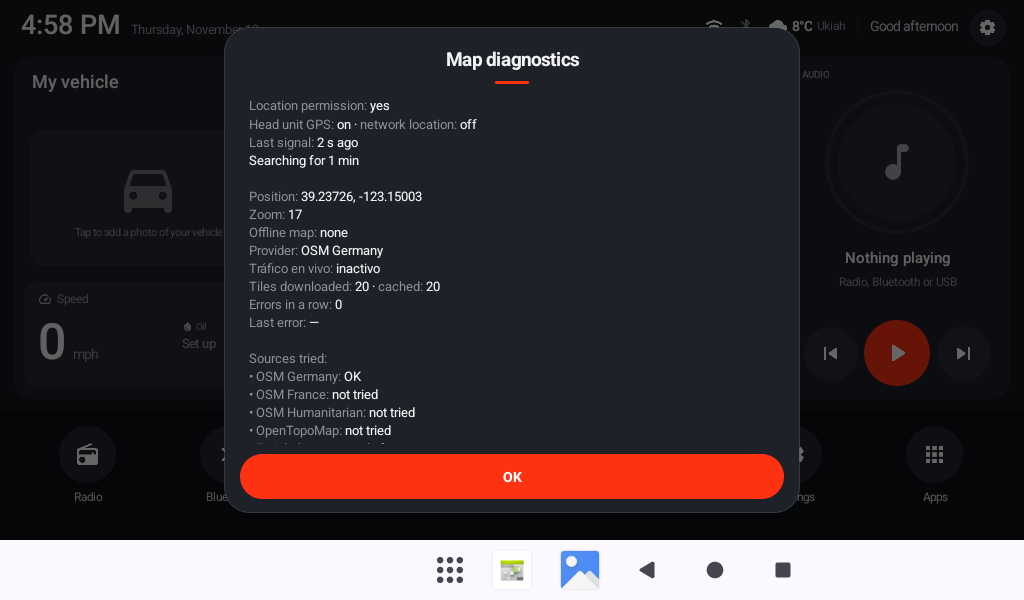 4:58 PM Thursday, November
8°C Ukiah
Good afternoon
My vehicle
Tap to add a photo of your vehicle
Speed
0 mph
Oil
Set up
Map diagnostics
Location permission: yes
Head unit GPS: on · network location: off
Last signal: 2 s ago
Searching for 1 min
Position: 39.23726, -123.15003
Zoom: 17
Offline map: none
Provider: OSM Germany
Tráfico en vivo: inactivo
Tiles downloaded: 20 · cached: 20
Errors in a row: 0
Last error: —
Sources tried:
• OSM Germany: OK
• OSM France: not tried
• OSM Humanitarian: not tried
• OpenTopoMap: not tried
OK
AUDIO
Nothing playing
Radio, Bluetooth or USB
Radio
Blue
ngs
Apps